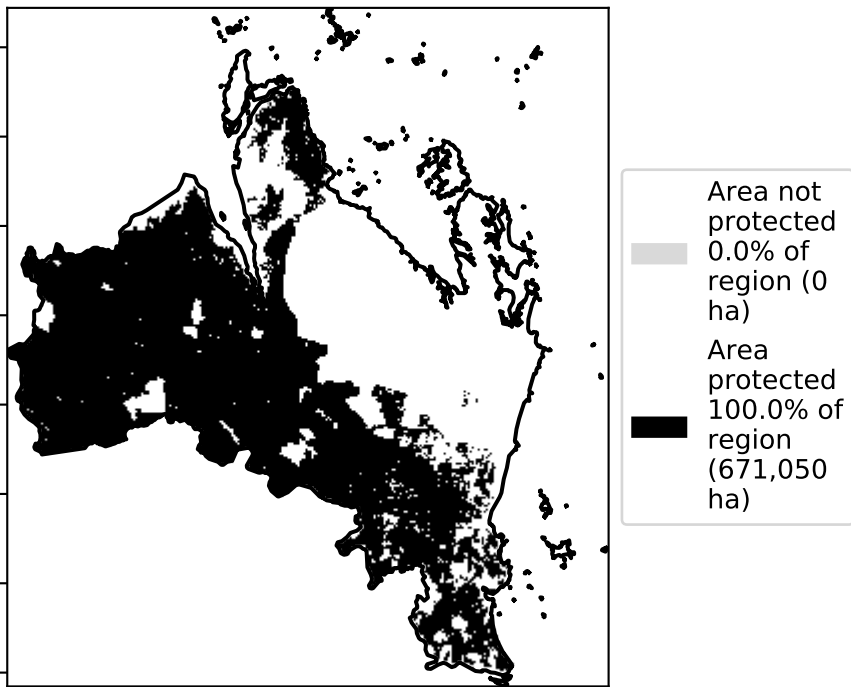 Area not
protected
0.0% of
region (0
ha)
Area
protected
100.0% of
region
(671,050
ha)